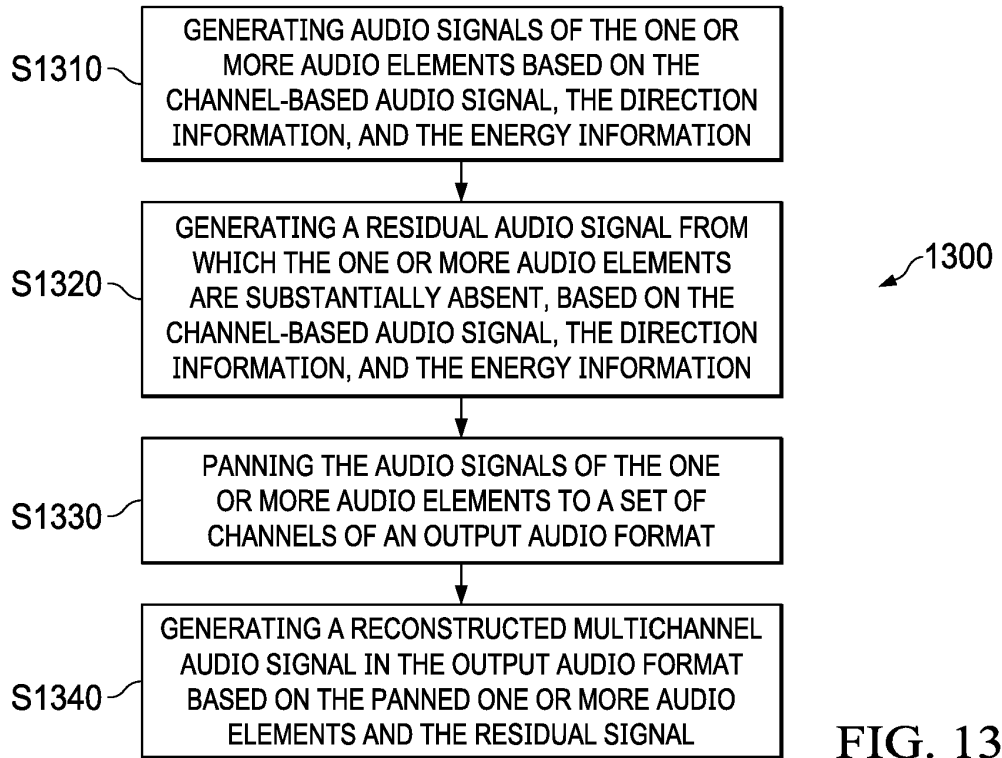 S1310
GENERATING AUDIO SIGNALS OF THE ONE OR
MORE AUDIO ELEMENTS BASED ON THE
CHANNEL-BASED AUDIO SIGNAL, THE DIRECTION
INFORMATION, AND THE ENERGY INFORMATION
S1320
GENERATING A RESIDUAL AUDIO SIGNAL FROM
WHICH THE ONE OR MORE AUDIO ELEMENTS
ARE SUBSTANTIALLY ABSENT, BASED ON THE
CHANNEL-BASED AUDIO SIGNAL, THE DIRECTION
INFORMATION, AND THE ENERGY INFORMATION
1300
S1330
PANNING THE AUDIO SIGNALS OF THE ONE
OR MORE AUDIO ELEMENTS TO A SET OF
CHANNELS OF AN OUTPUT AUDIO FORMAT
S1340
GENERATING A RECONSTRUCTED MULTICHANNEL
AUDIO SIGNAL IN THE OUTPUT AUDIO FORMAT
BASED ON THE PANNED ONE OR MORE AUDIO
ELEMENTS AND THE RESIDUAL SIGNAL
FIG. 13